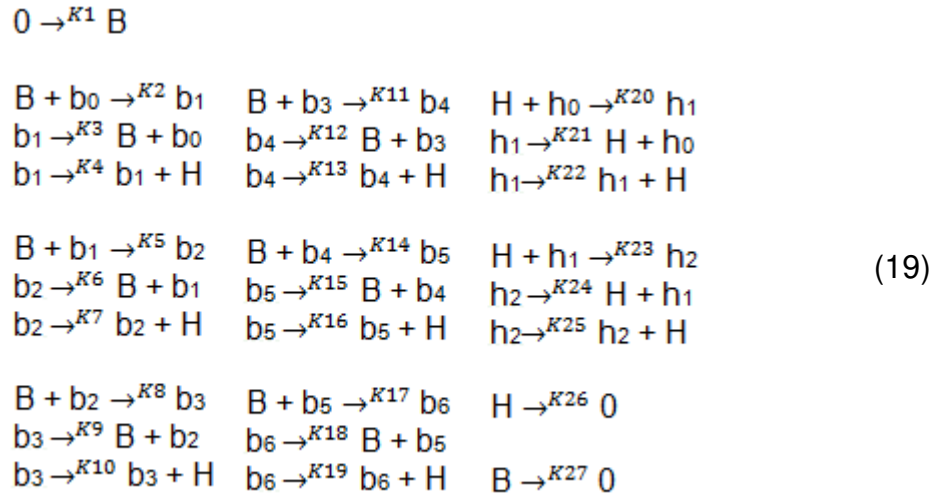 0 →ᴷ¹ B
B + b₀ →ᴷ² b₁ B + b₃ →ᴷ¹¹ b₄ H + h₀ →ᴷ²⁰ h₁
b₁ →ᴷ³ B + b₀ b₄ →ᴷ¹² B + b₃ h₁ →ᴷ²¹ H + h₀
b₁ →ᴷ⁴ b₁ + H b₄ →ᴷ¹³ b₄ + H h₁→ᴷ²² h₁ + H
B + b₁ →ᴷ⁵ b₂ B + b₄ →ᴷ¹⁴ b₅ H + h₁ →ᴷ²³ h₂
b₂ →ᴷ⁶ B + b₁ b₅ →ᴷ¹⁵ B + b₄ h₂ →ᴷ²⁴ H + h₁
b₂ →ᴷ⁷ b₂ + H b₅ →ᴷ¹⁶ b₅ + H h₂→ᴷ²⁵ h₂ + H
(19)
B + b₂ →ᴷ⁸ b₃ B + b₅ →ᴷ¹⁷ b₆ H →ᴷ²⁶ 0
b₃ →ᴷ⁹ B + b₂ b₆ →ᴷ¹⁸ B + b₅
b₃ →ᴷ¹⁰ b₃ + H b₆ →ᴷ¹⁹ b₆ + H B →ᴷ²⁷ 0